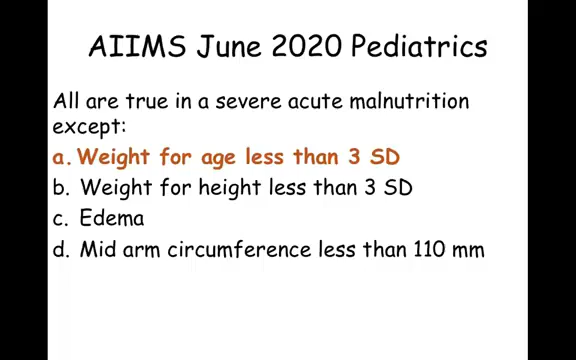 AIIMS June 2020 Pediatrics
All are true in a severe acute malnutrition
except:
a. Weight for age less than 3 SD
b. Weight for height less than 3 SD
c. Edema
d. Mid arm circumference less than 110 mm